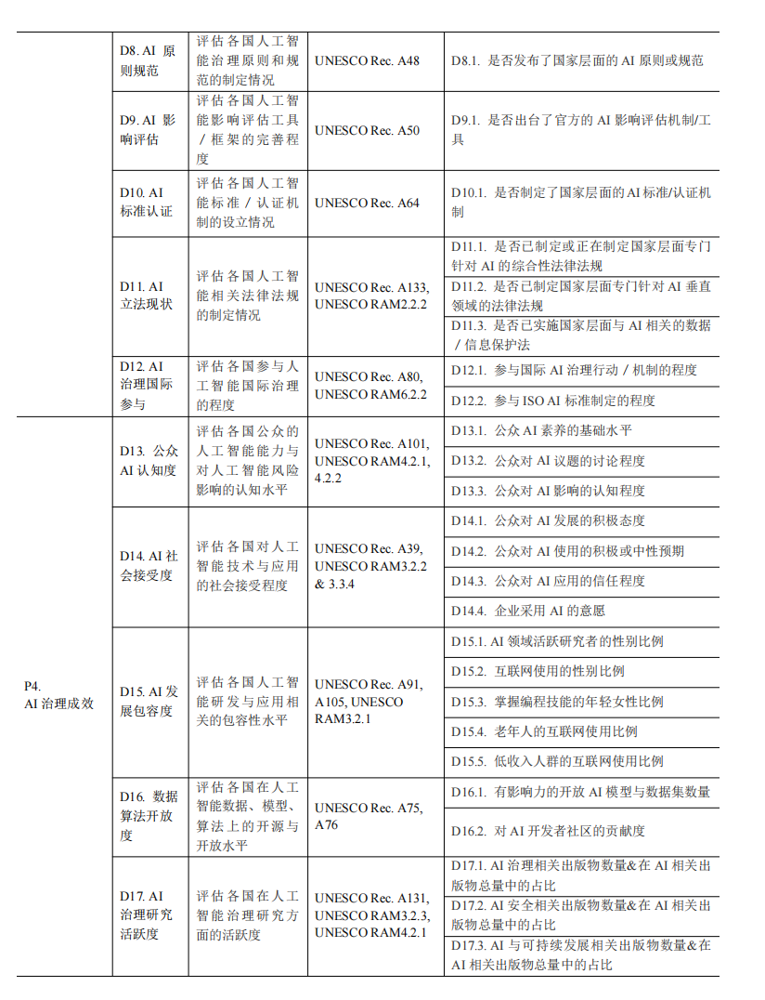 D8. AI 原
则规范
评估各国人工智
能治理原则和规
范的制定情况
UNESCO Rec. A48
D8.1. 是否发布了国家层面的 AI 原则或规范
D9. AI 影
响评估
评估各国人工智
能影响评估工具
/框架的完善程
度
UNESCO Rec. A50
D9.1. 是否出台了官方的 AI 影响评估机制/工
具
D10. AI
标准认证
评估各国人工智
能标准/认证机
制的设立情况
UNESCO Rec. A64
D10.1. 是否制定了国家层面的 AI 标准/认证机
制
D11. AI
立法现状
评估各国人工智
能相关法律法规
的制定情况
UNESCO Rec. A133,
UNESCO RAM2.2.2
D11.1. 是否已制定或正在制定国家层面专门
针对 AI 的综合性法律法规
D11.2. 是否已制定国家层面专门针对 AI 垂直
领域的法律法规
D11.3. 是否已实施国家层面与 AI 相关的数据
/信息保护法
D12. AI
治理国际
参与
评估各国参与人
工智能国际治理
的程度
UNESCO Rec. A80,
UNESCO RAM6.2.2
D12.1. 参与国际 AI 治理行动/机制的程度
D12.2. 参与 ISO AI 标准制定的程度
P4.
AI 治理成效
D13. 公众
AI 认知度
评估各国公众的
人工智能能力与
对人工智能风险
影响的认知水平
UNESCO Rec. A101,
UNESCO RAM4.2.1,
4.2.2
D13.1. 公众 AI 素养的基础水平
D13.2. 公众对 AI 议题的讨论程度
D13.3. 公众对 AI 影响的认知程度
D14. AI 社
会接受度
评估各国对人工
智能技术与应用
的社会接受程度
UNESCO Rec. A39,
UNESCO RAM3.2.2
& 3.3.4
D14.1. 公众对 AI 发展的积极态度
D14.2. 公众对 AI 使用的积极或中性预期
D14.3. 公众对 AI 应用的信任程度
D14.4. 企业采用 AI 的意愿
D15. AI 发
展包容度
评估各国人工智
能研发与应用相
关的包容性水平
UNESCO Rec. A91,
A105, UNESCO
RAM3.2.1
D15.1. AI 领域活跃研究者的性别比例
D15.2. 互联网使用的性别比例
D15.3. 掌握编程技能的年轻女性比例
D15.4. 老年人的互联网使用比例
D15.5. 低收入人群的互联网使用比例
D16. 数据
算法开放
度
评估各国在人工
智能数据、模型、
算法上的开源与
开放水平
UNESCO Rec. A75,
A76
D16.1. 有影响力的开放 AI 模型与数据集数量
D16.2. 对 AI 开发者社区的贡献度
D17. AI
治理研究
活跃度
评估各国在人工
智能治理研究方
面的活跃度
UNESCO Rec. A131,
UNESCO RAM3.2.3,
UNESCO RAM4.2.1
D17.1. AI 治理相关出版物数量&在 AI 相关出
版物总量中的占比
D17.2. AI 安全相关出版物数量&在 AI 相关出
版物总量中的占比
D17.3. AI 与可持续发展相关出版物数量&在
AI 相关出版物总量中的占比